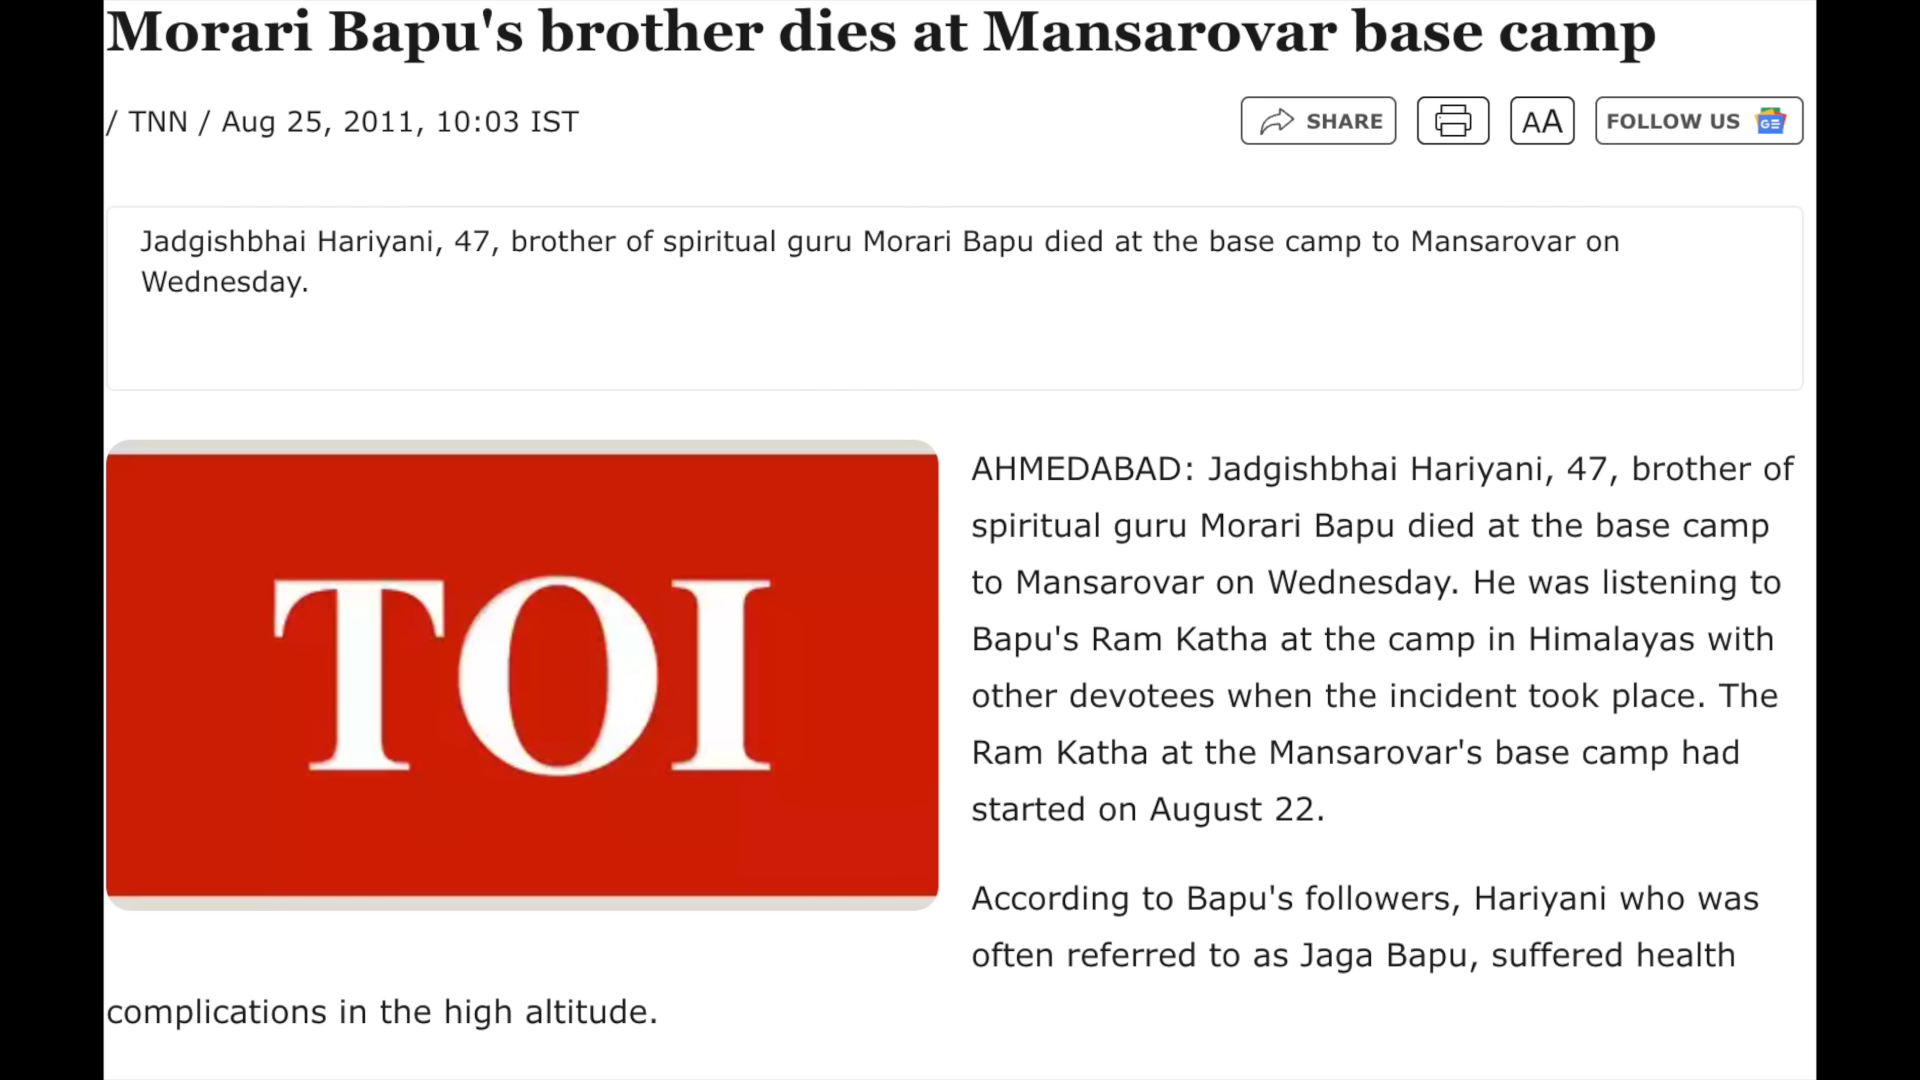 Morari Bapu's brother dies at Mansarovar base camp
/ TNN / Aug 25, 2011, 10:03 IST
SHARE
AA
FOLLOW US
GE
Jadgishbhai Hariyani, 47, brother of spiritual guru Morari Bapu died at the base camp to Mansarovar on
Wednesday.
TOI
AHMEDABAD: Jadgishbhai Hariyani, 47, brother of
spiritual guru Morari Bapu died at the base camp
to Mansarovar on Wednesday. He was listening to
Bapu's Ram Katha at the camp in Himalayas with
other devotees when the incident took place. The
Ram Katha at the Mansarovar's base camp had
started on August 22.
According to Bapu's followers, Hariyani who was
often referred to as Jaga Bapu, suffered health
complications in the high altitude.